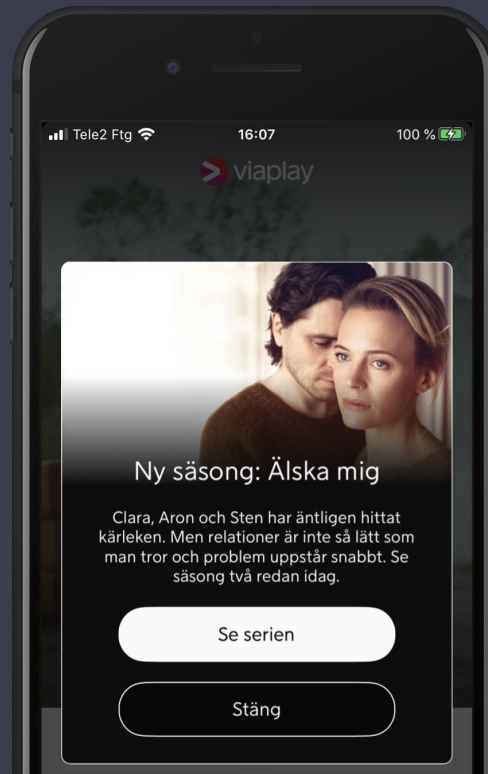 Tele2 Ftg 16:07 100 %
viaplay
Ny säsong: Älska mig
Clara, Aron och Sten har äntligen hittat
kärleken. Men relationer är inte så lätt som
man tror och problem uppstår snabbt. Se
säsong två redan idag.
Se serien
Stäng